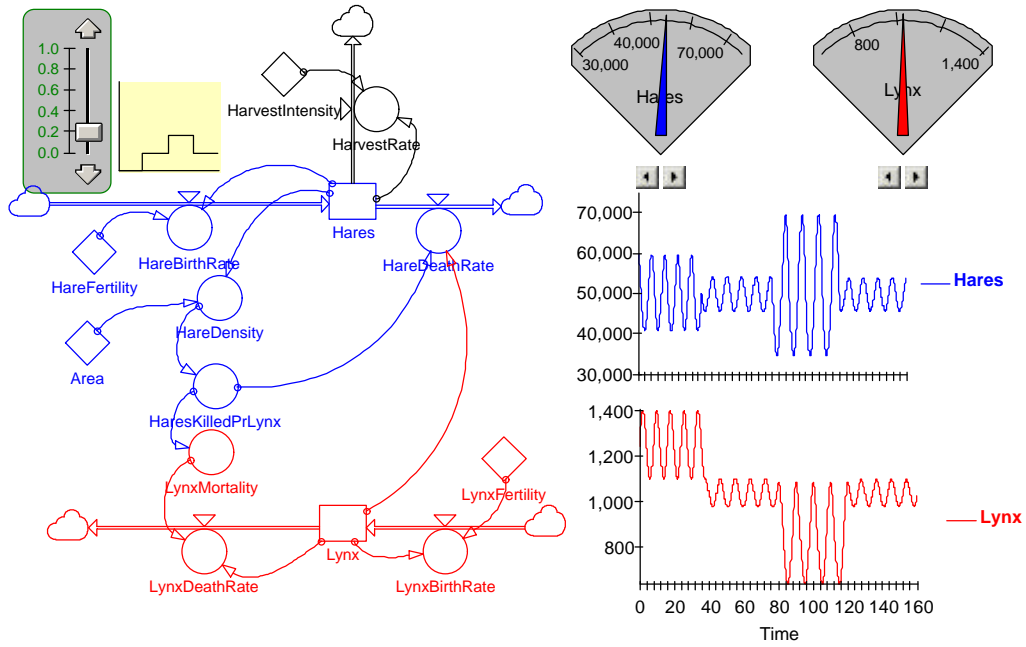 1.0
0.8
0.6
0.4
0.2
0.0
HarvestIntensity
HarvestRate
Hares
HareBirthRate
HareDeathRate
HareFertility
HareDensity
Area
HaresKilledPrLynx
LynxMortality
LynxFertility
Lynx
LynxDeathRate
LynxBirthRate
30,000
40,000
70,000
Hares
800
1,400
Lynx
70,000
60,000
50,000
40,000
30,000
Hares
1,400
1,200
1,000
800
Lynx
0 20 40 60 80 100 120 140 160
Time